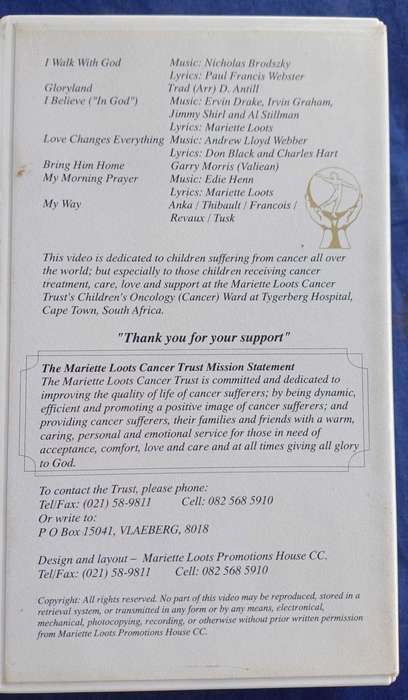 I Walk With God Music: Nicholas Brodszky
Lyrics: Paul Francis Webster
Gloryland Trad (Arr) D. Antill
I Believe ("In God") Music: Ervin Drake, Irvin Graham,
Jimmy Shirl and Al Stillman
Lyrics: Mariette Loots
Love Changes Everything Music: Andrew Lloyd Webber
Lyrics: Don Black and Charles Hart
Bring Him Home Garry Morris (Valiean)
My Morning Prayer Music: Edie Henn
Lyrics: Mariette Loots
My Way Anka / Thibault / Francois /
Revaux / Tusk
This video is dedicated to children suffering from cancer all over
the world; but especially to those children receiving cancer
treatment, care, love and support at the Mariette Loots Cancer
Trust's Children's Oncology (Cancer) Ward at Tygerberg Hospital,
Cape Town, South Africa.
"Thank you for your support"
The Mariette Loots Cancer Trust Mission Statement
The Mariette Loots Cancer Trust is committed and dedicated to
improving the quality of life of cancer sufferers; by being dynamic,
efficient and promoting a positive image of cancer sufferers; and
providing cancer sufferers, their families and friends with a warm,
caring, personal and emotional service for those in need of
acceptance, comfort, love and care and at all times giving all glory
to God.
To contact the Trust, please phone:
Tel/Fax: (021) 58-9811 Cell: 082 568 5910
Or write to:
P O Box 15041, VLAEBERG, 8018
Design and layout – Mariette Loots Promotions House CC.
Tel/Fax: (021) 58-9811 Cell: 082 568 5910
Copyright: All rights reserved. No part of this video may be reproduced, stored in a
retrieval system, or transmitted in any form or by any means, electronical,
mechanical, photocopying, recording, or otherwise without prior written permission
from Mariette Loots Promotions House CC.